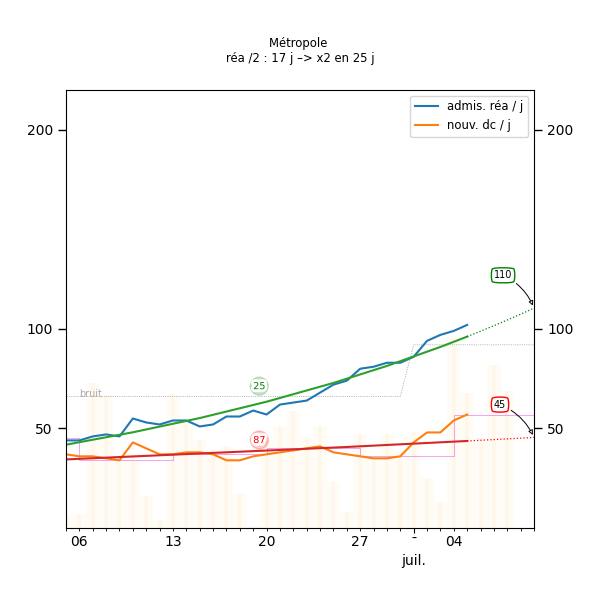 Métropole
réa /2 : 17 j –> x2 en 25 j
admis. réa / j
nouv. dc / j
200
200
110
100
100
bruit
25
45
50
50
87
06
13
20
27
-
04
juil.